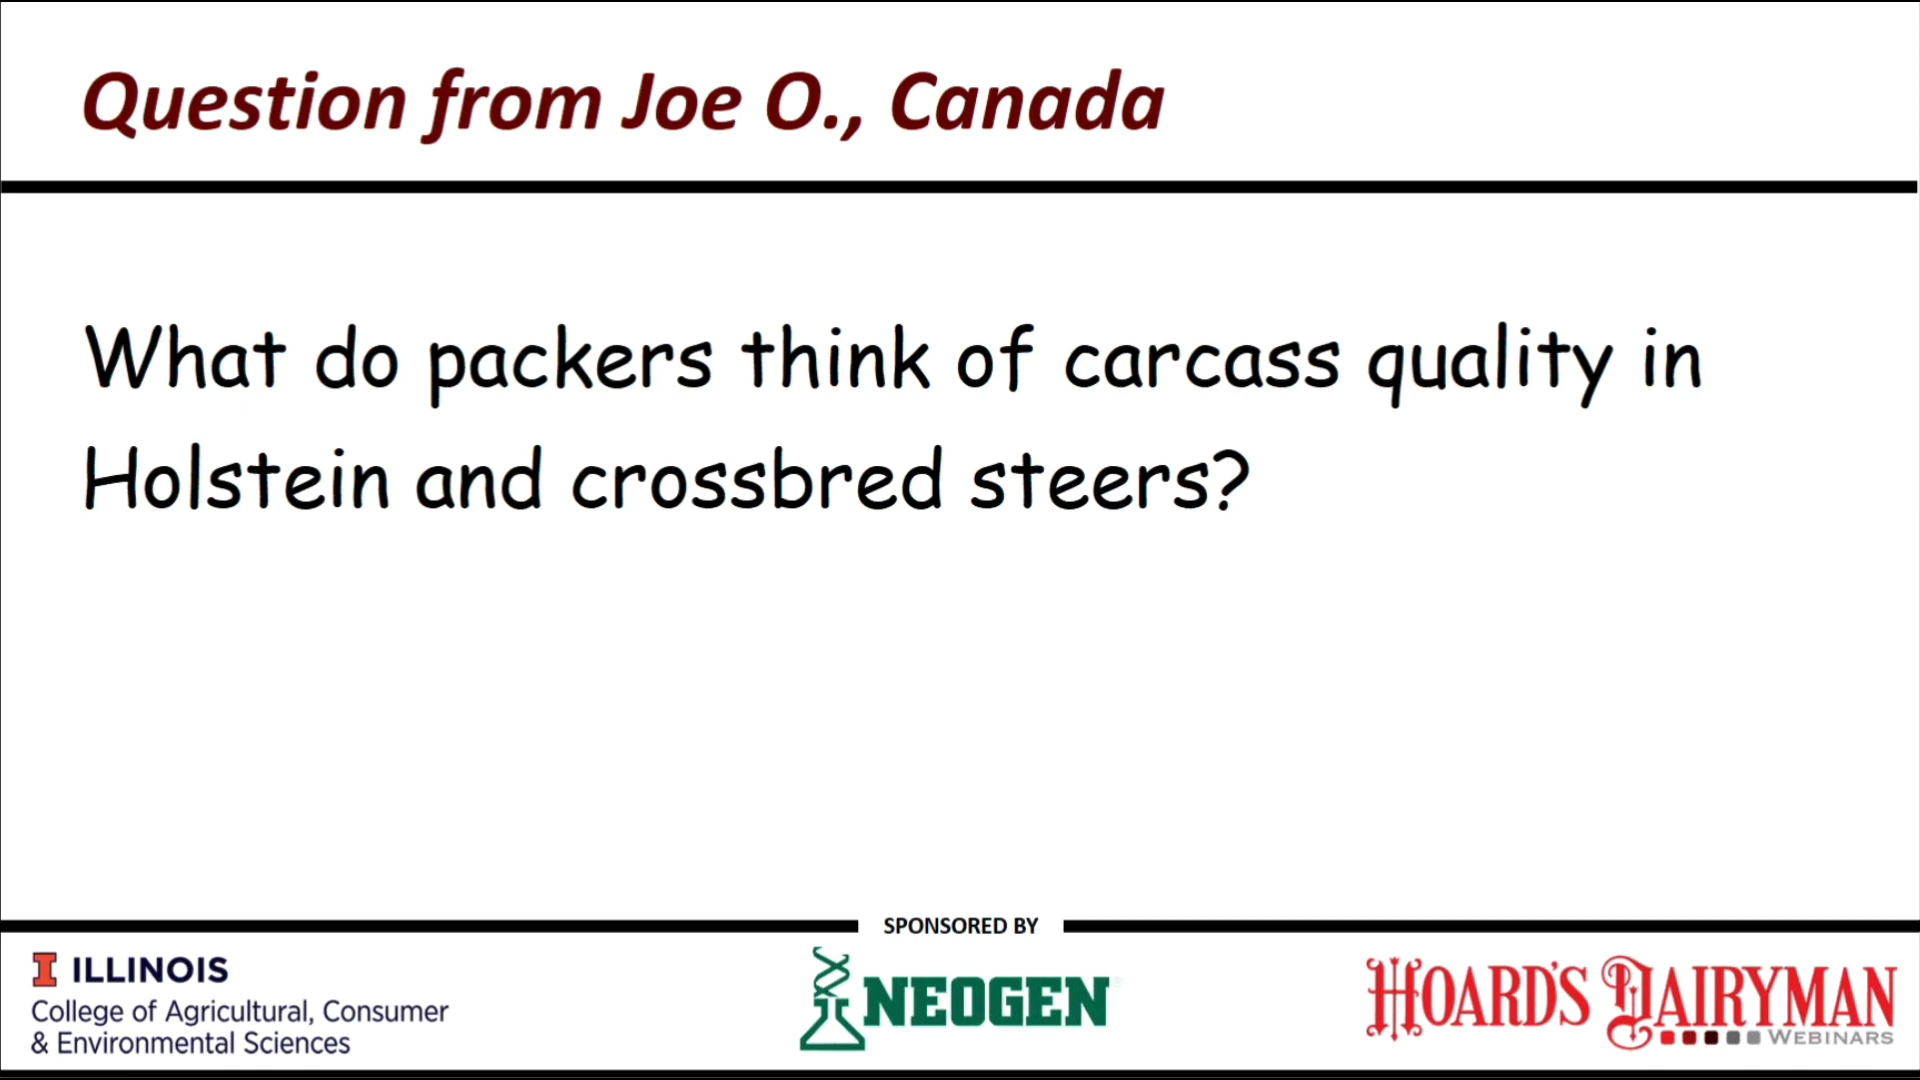 Question from Joe O., Canada
What do packers think of carcass quality in
Holstein and crossbred steers?
SPONSORED BY
I ILLINOIS
College of Agricultural, Consumer
& Environmental Sciences
NEOGEN
HOARD'S DAIRYMAN
WEBINARS